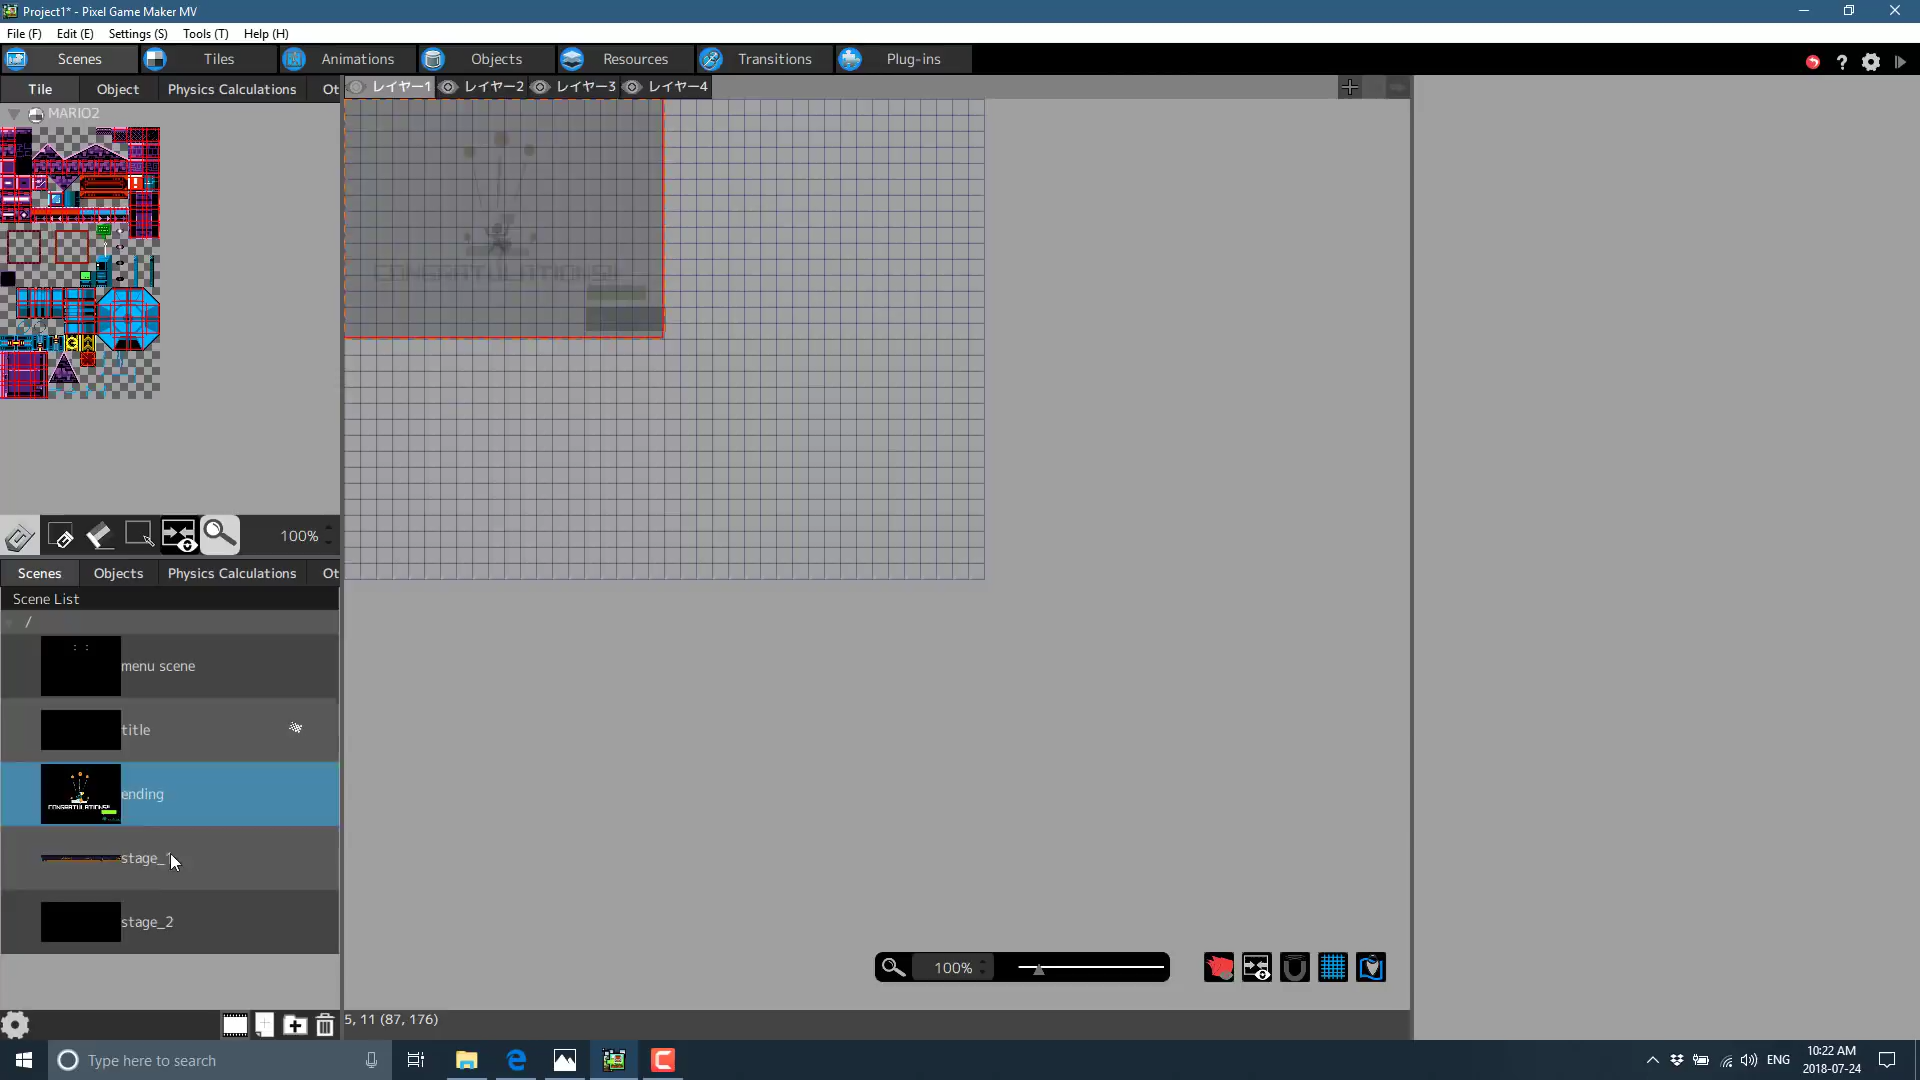 Project1* - Pixel Game Maker MV
File (F) Edit (E) Settings (S) Tools (T) Help (H)
Scenes Tiles Animations Objects Resources Transitions Plug-ins
Tile Object Physics Calculations Ot
レイヤー1 レイヤー2 レイヤー3 レイヤー4
MARIO2
CONGRATULATIONS!!
100%
Scenes Objects Physics Calculations Ot
Scene List
/
menu scene
title
ending
CONGRATULATIONS!!
stage_1
stage_2
100%
5, 11 (87, 176)
Type here to search
ENG
10:22 AM
2018-07-24